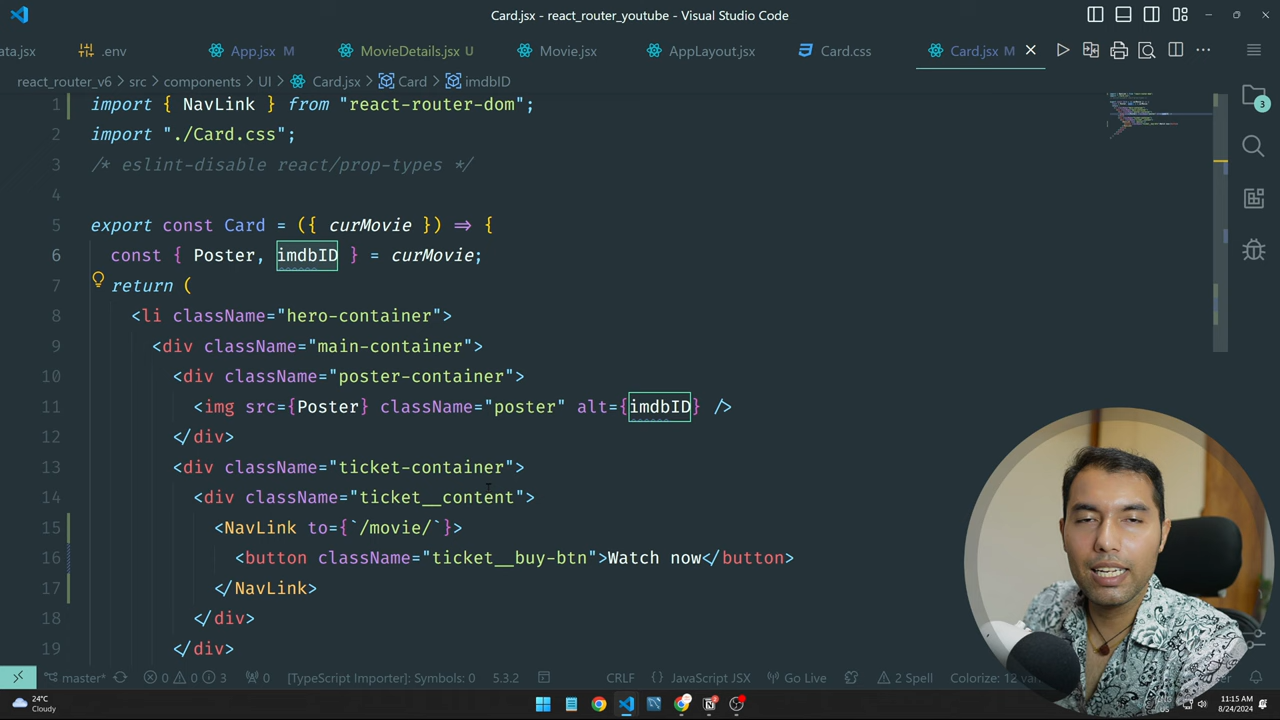 Card.jsx - react_router_youtube - Visual Studio Code
ata.jsx .env App.jsx M MovieDetails.jsx U Movie.jsx AppLayout.jsx Card.css Card.jsx M
react_router_v6 > src > components > UI > Card.jsx > Card > imdbID
3
1 import { NavLink } from "react-router-dom";
2 import "./Card.css";
3 /* eslint-disable react/prop-types */
4
5 export const Card = ({ curMovie }) => {
6 const { Poster, imdbID } = curMovie;
7 return (
8 <li className="hero-container">
9 <div className="main-container">
10 <div className="poster-container">
11 <img src={Poster} className="poster" alt={imdbID} />
12 </div>
13 <div className="ticket-container">
14 <div className="ticket__content">
15 <NavLink to={`/movie/`}>
16 <button className="ticket__buy-btn">Watch now</button>
17 </NavLink>
18 </div>
19 </div>
master* 0 0 3 0 [TypeScript Importer]: Symbols: 0 5.3.2 CRLF JavaScript JSX Go Live 2 Spell Colorize: 12
24°C
Cloudy
11:15 AM
8/24/2024